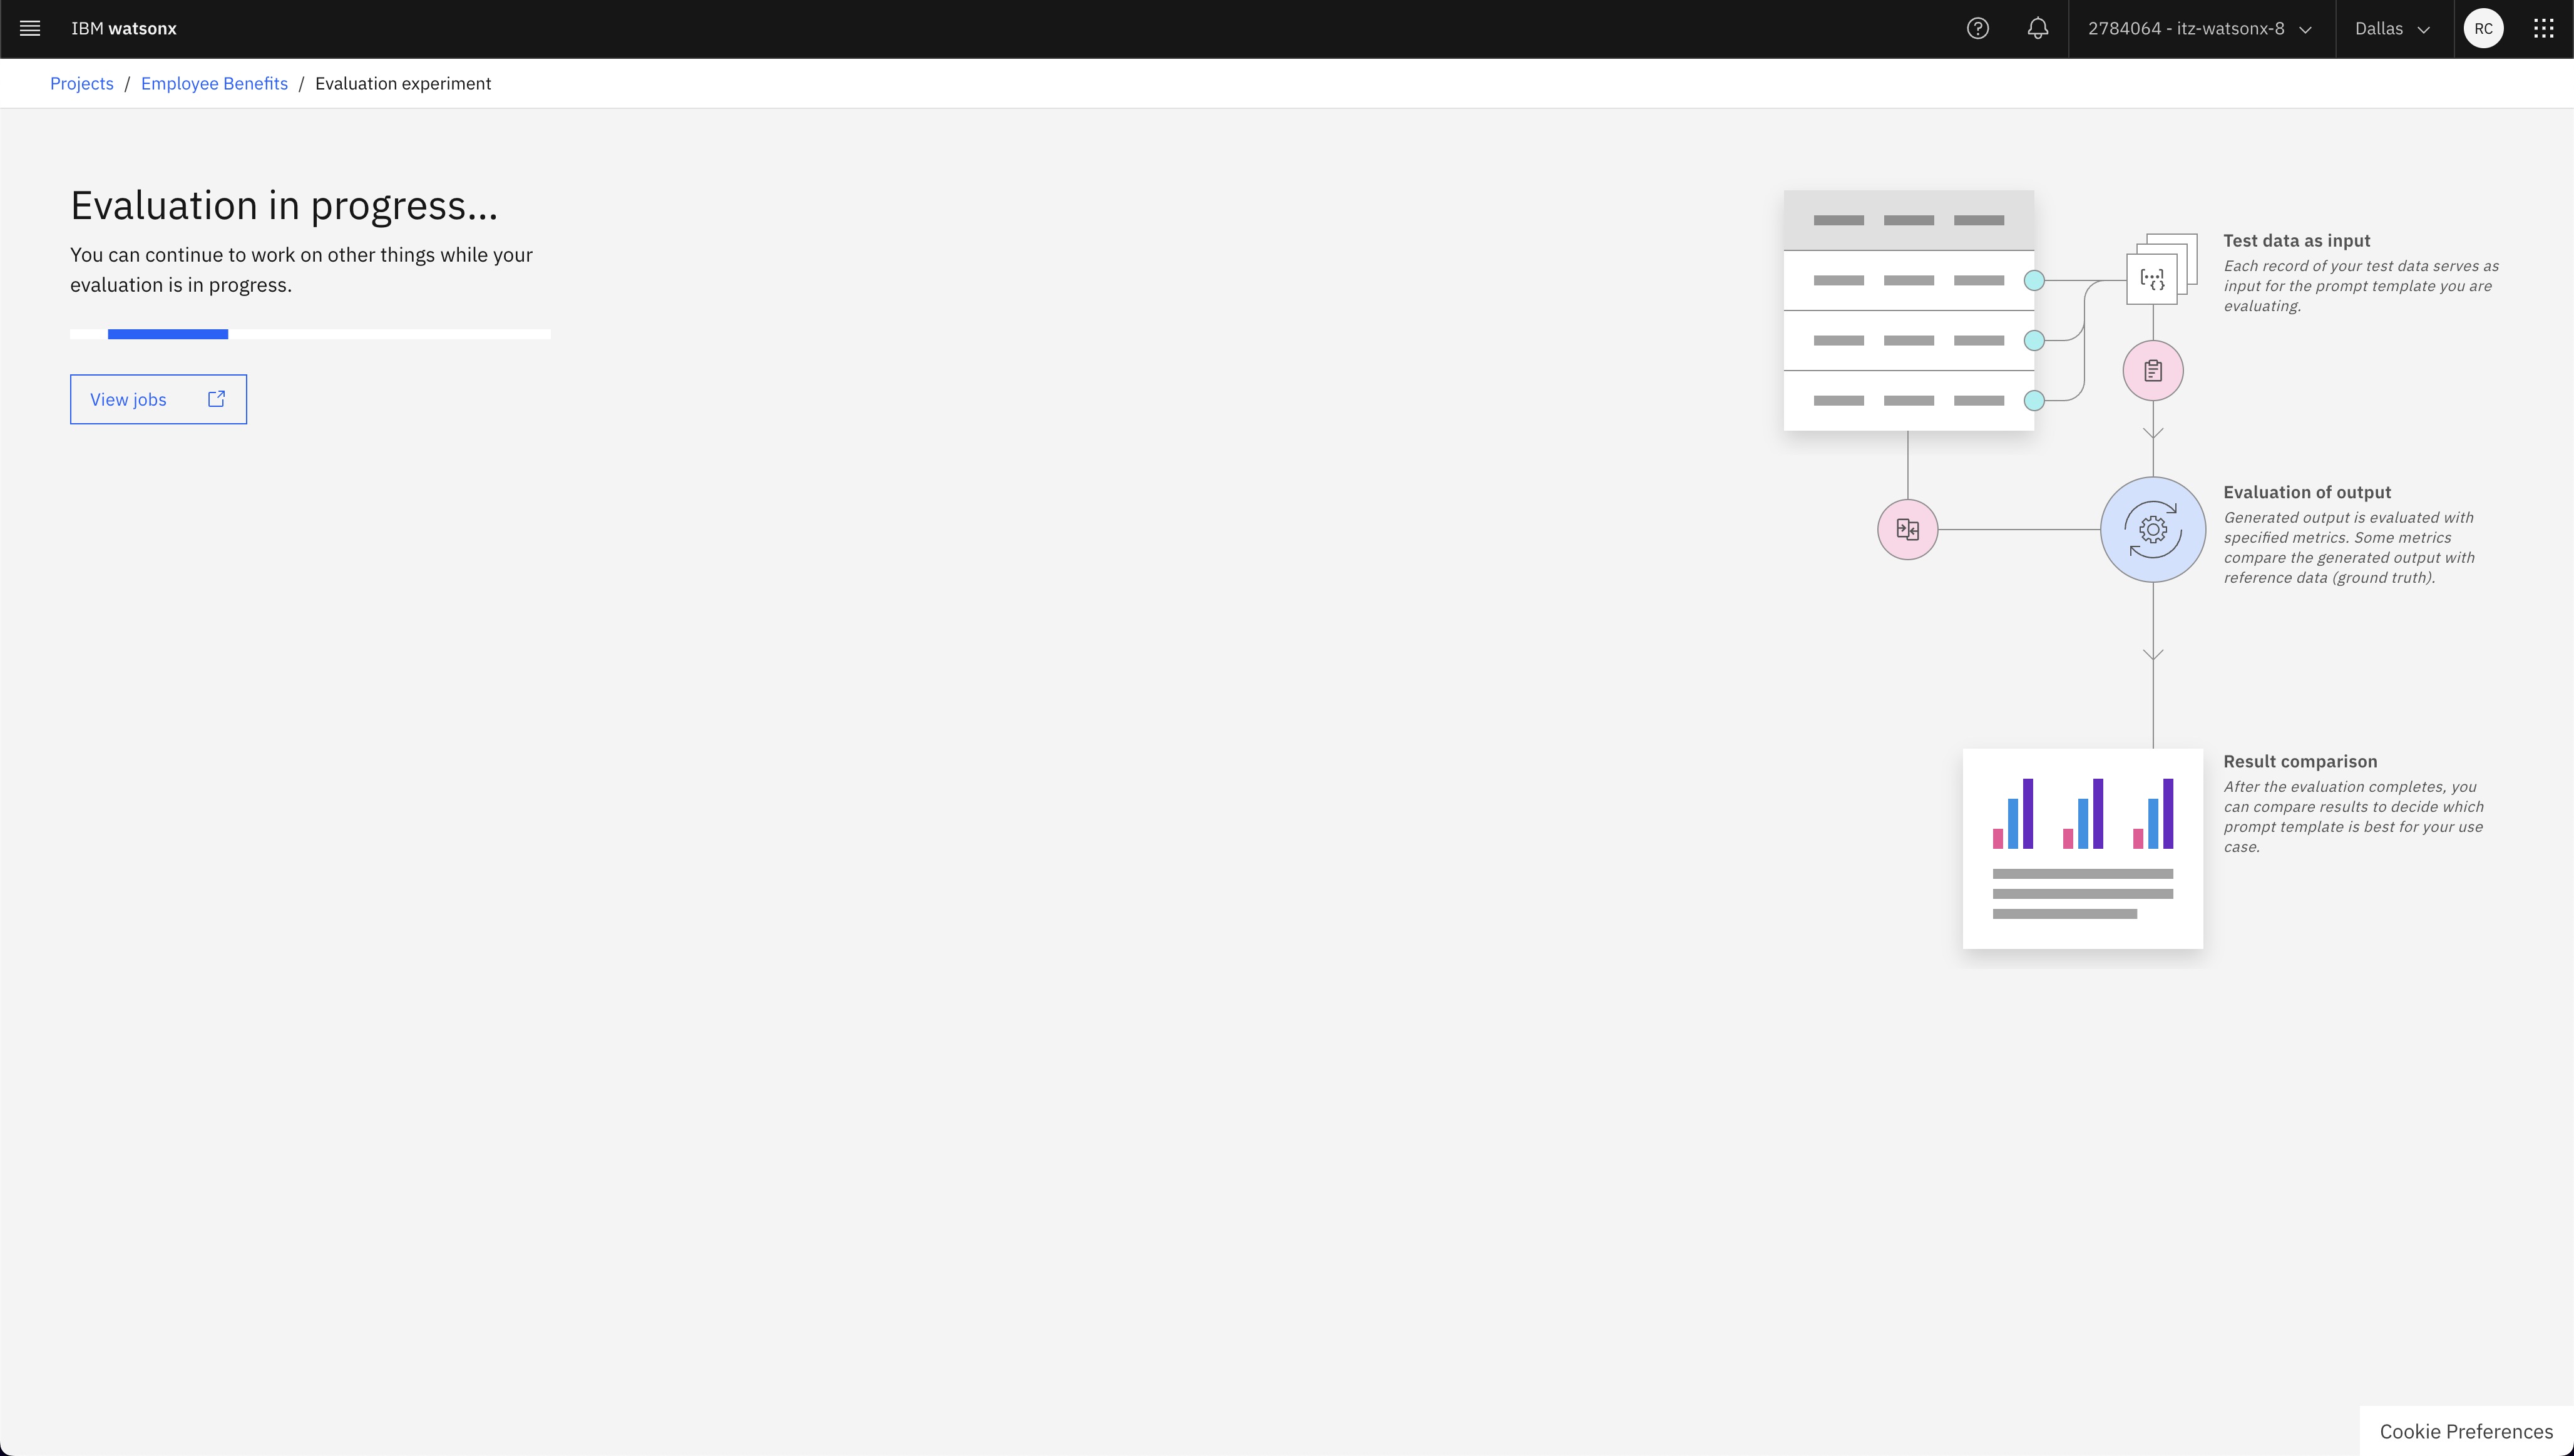 IBM watsonx
2784064 - itz-watsonx-8
Dallas
RC
Projects / Employee Benefits / Evaluation experiment
Evaluation in progress...
You can continue to work on other things while your
evaluation is in progress.
View jobs
Test data as input
Each record of your test data serves as
input for the prompt template you are
evaluating.
Evaluation of output
Generated output is evaluated with
specified metrics. Some metrics
compare the generated output with
reference data (ground truth).
Result comparison
After the evaluation completes, you
can compare results to decide which
prompt template is best for your use
case.
Cookie Preferences